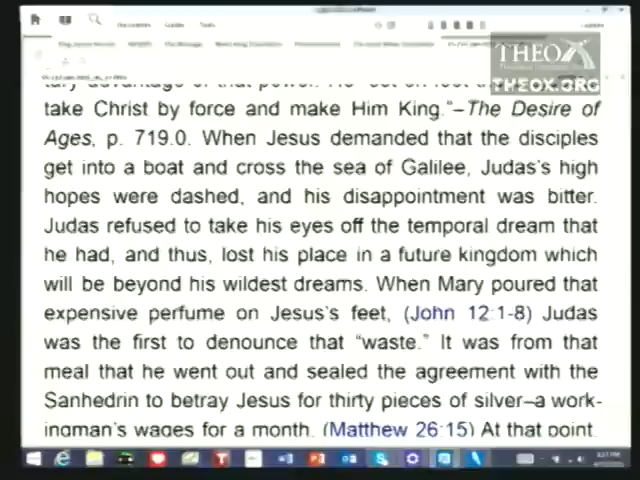 THEOX
THEOX.ORG
take Christ by force and make Him King."–The Desire of
Ages, p. 719.0. When Jesus demanded that the disciples
get into a boat and cross the sea of Galilee, Judas's high
hopes were dashed, and his disappointment was bitter.
Judas refused to take his eyes off the temporal dream that
he had, and thus, lost his place in a future kingdom which
will be beyond his wildest dreams. When Mary poured that
expensive perfume on Jesus's feet, (John 12:1-8) Judas
was the first to denounce that “waste.” It was from that
meal that he went out and sealed the agreement with the
Sanhedrin to betray Jesus for thirty pieces of silver–a work-
ingman's wages for a month. (Matthew 26:15) At that point,